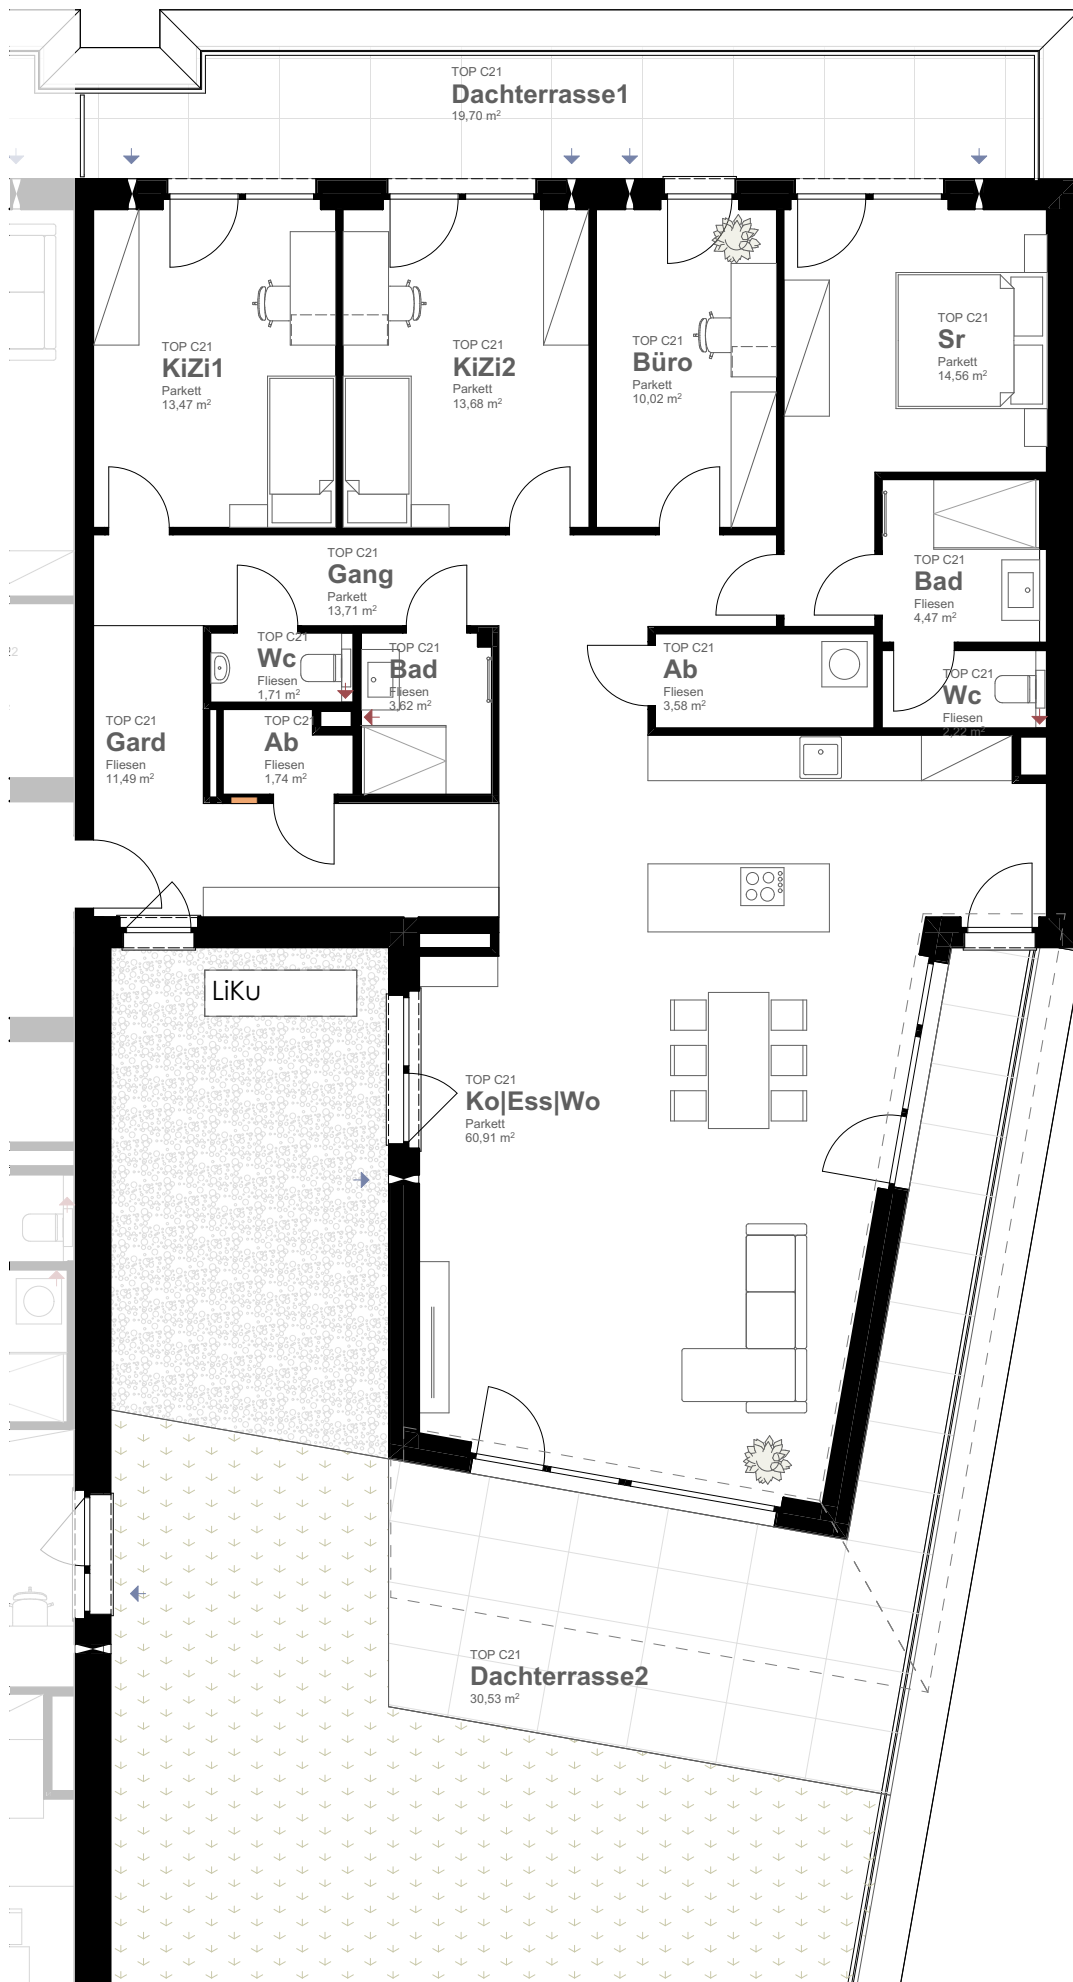 TOP C21
Dachterrasse1
19,70 m²
TOP C21
KiZi1
Parkett
13,47 m²
TOP C21
KiZi2
Parkett
13,68 m²
TOP C21
Büro
Parkett
10,02 m²
TOP C21
Sr
Parkett
14,56 m²
TOP C21
Gang
Parkett
13,71 m²
TOP C21
Bad
Fliesen
4,47 m²
TOP C21
Wc
Fliesen
1,71 m²
TOP C21
Bad
Fliesen
3,62 m²
TOP C21
Ab
Fliesen
3,58 m²
TOP C21
Wc
Fliesen
2,22 m²
TOP C21
Gard
Fliesen
11,49 m²
TOP C21
Ab
Fliesen
1,74 m²
LiKu
TOP C21
Ko|Ess|Wo
Parkett
60,91 m²
TOP C21
Dachterrasse2
30,53 m²